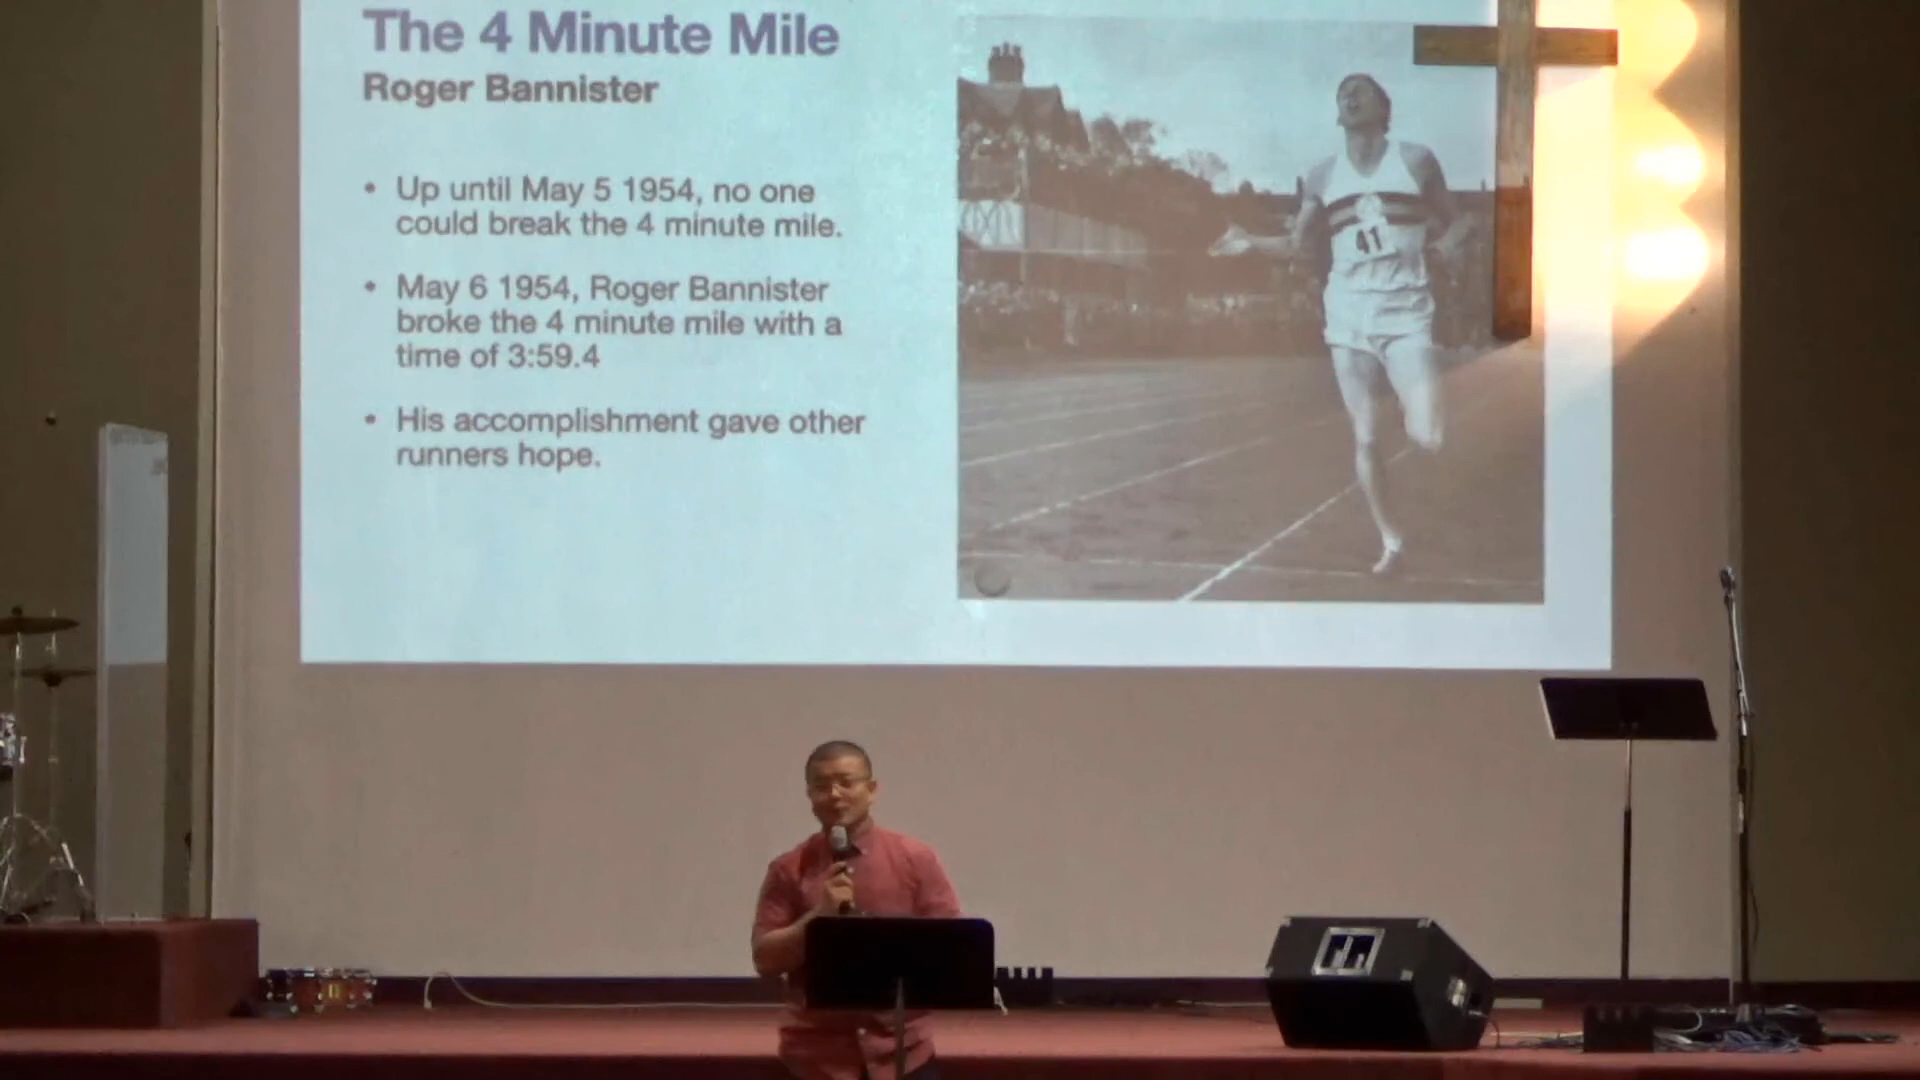 The 4 Minute Mile
Roger Bannister
• Up until May 5 1954, no one
could break the 4 minute mile.
• May 6 1954, Roger Bannister
broke the 4 minute mile with a
time of 3:59.4
• His accomplishment gave other
runners hope.
41